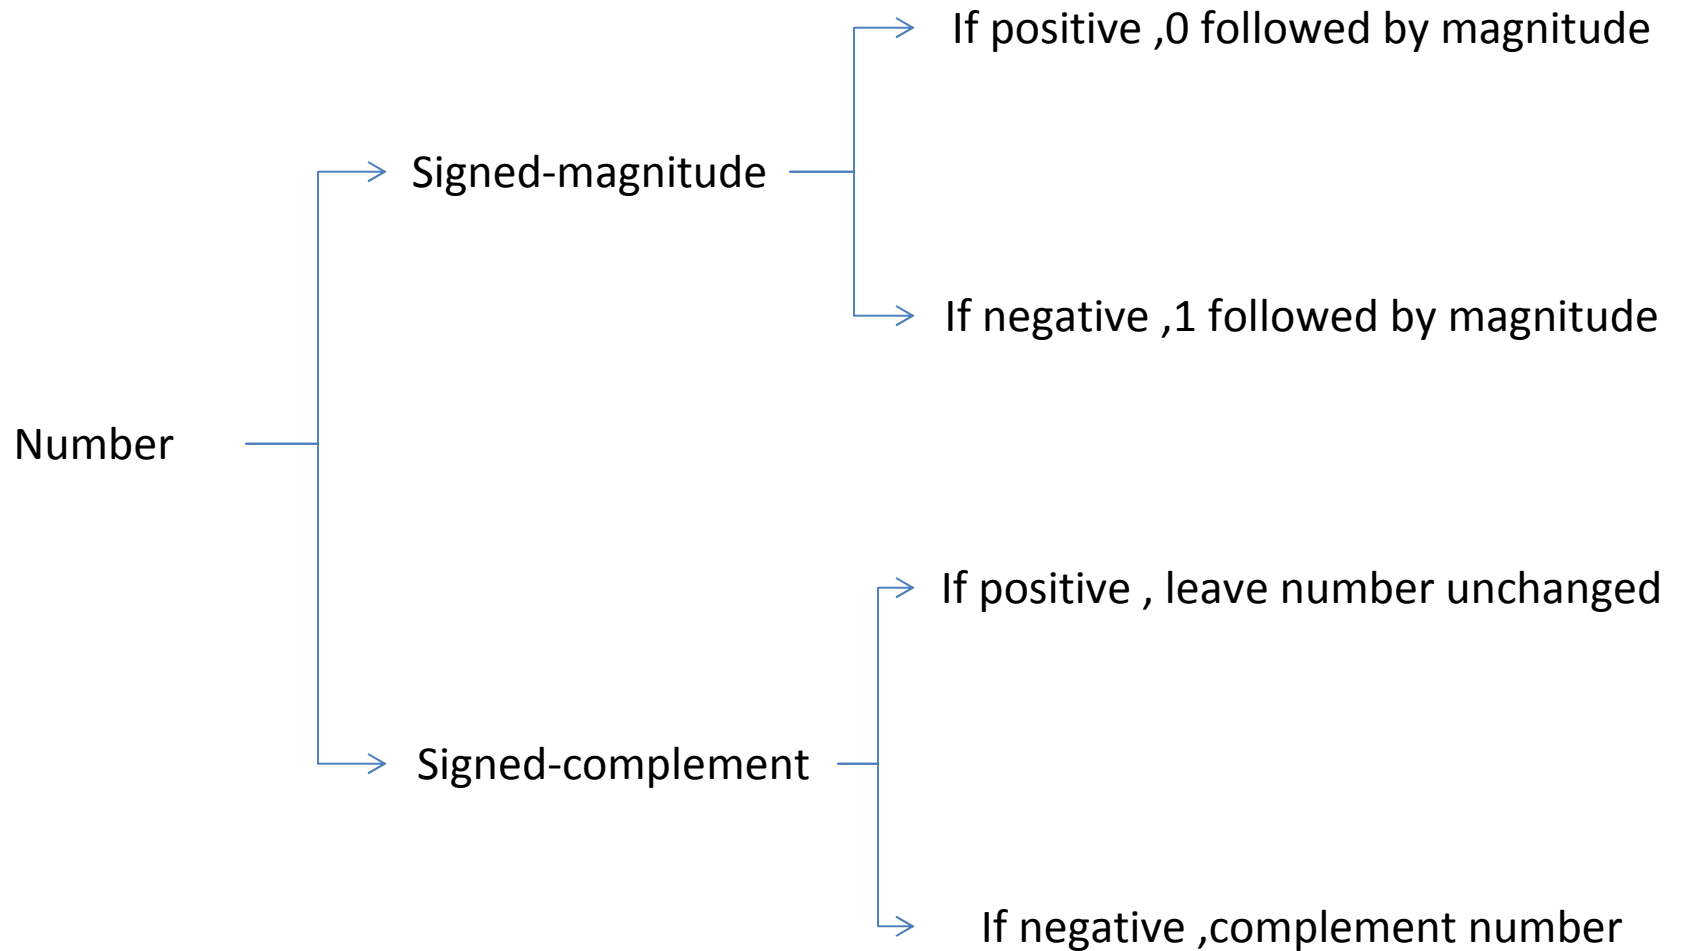 If positive ,0 followed by magnitude
Signed-magnitude
If negative ,1 followed by magnitude
Number
If positive , leave number unchanged
Signed-complement
If negative ,complement number